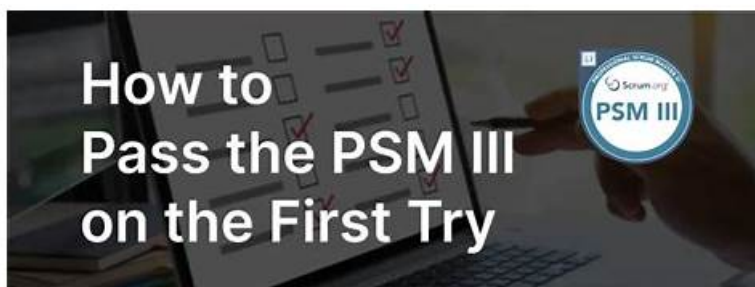 How to
Pass the PSM III
on the First Try
Scrum.org
PSM III